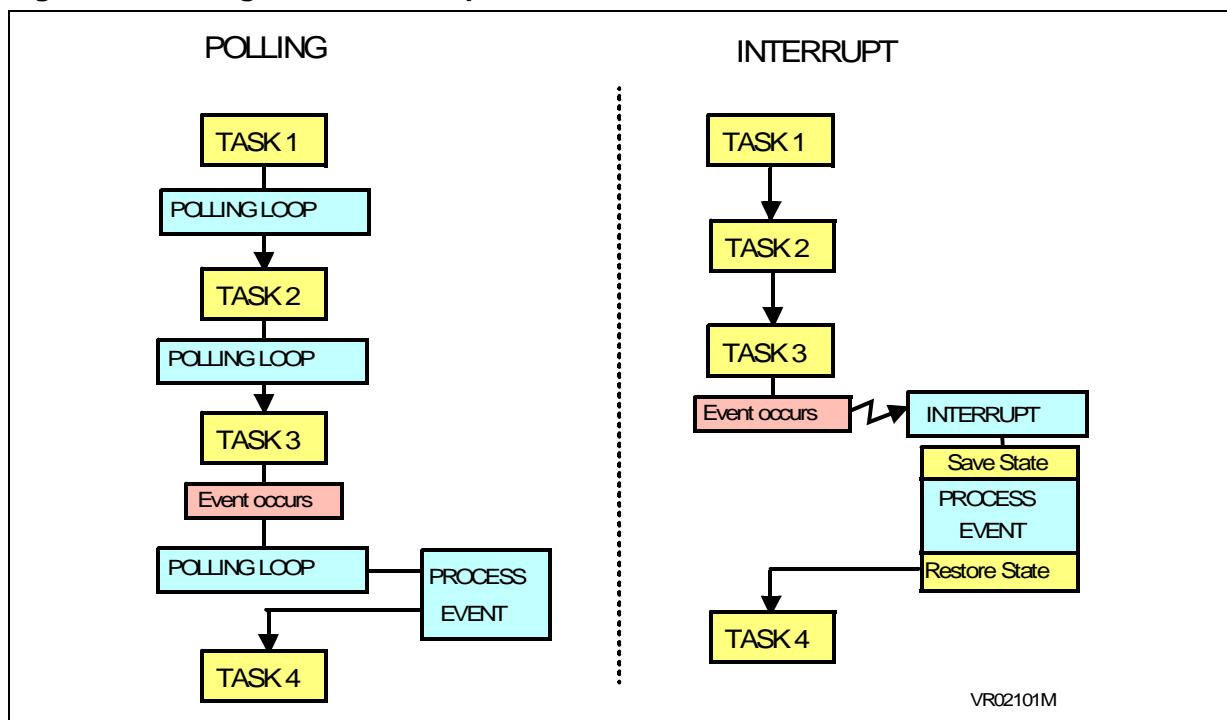 POLLING
TASK 1
POLLING LOOP
TASK 2
POLLING LOOP
TASK 3
Event occurs
POLLING LOOP
PROCESS
EVENT
TASK 4
INTERRUPT
TASK 1
TASK 2
TASK 3
Event occurs
INTERRUPT
Save State
PROCESS
EVENT
Restore State
TASK 4
VR02101M